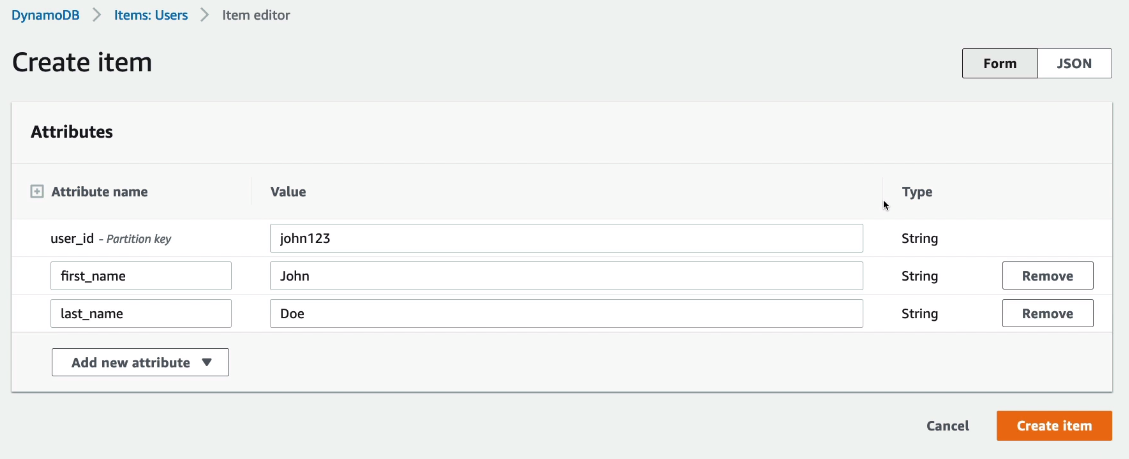 DynamoDB > Items: Users > Item editor
Create item
Form JSON
Attributes
Attribute name Value Type
user_id - Partition key john123 String
first_name John String Remove
last_name Doe String Remove
Add new attribute ▼
Cancel Create item